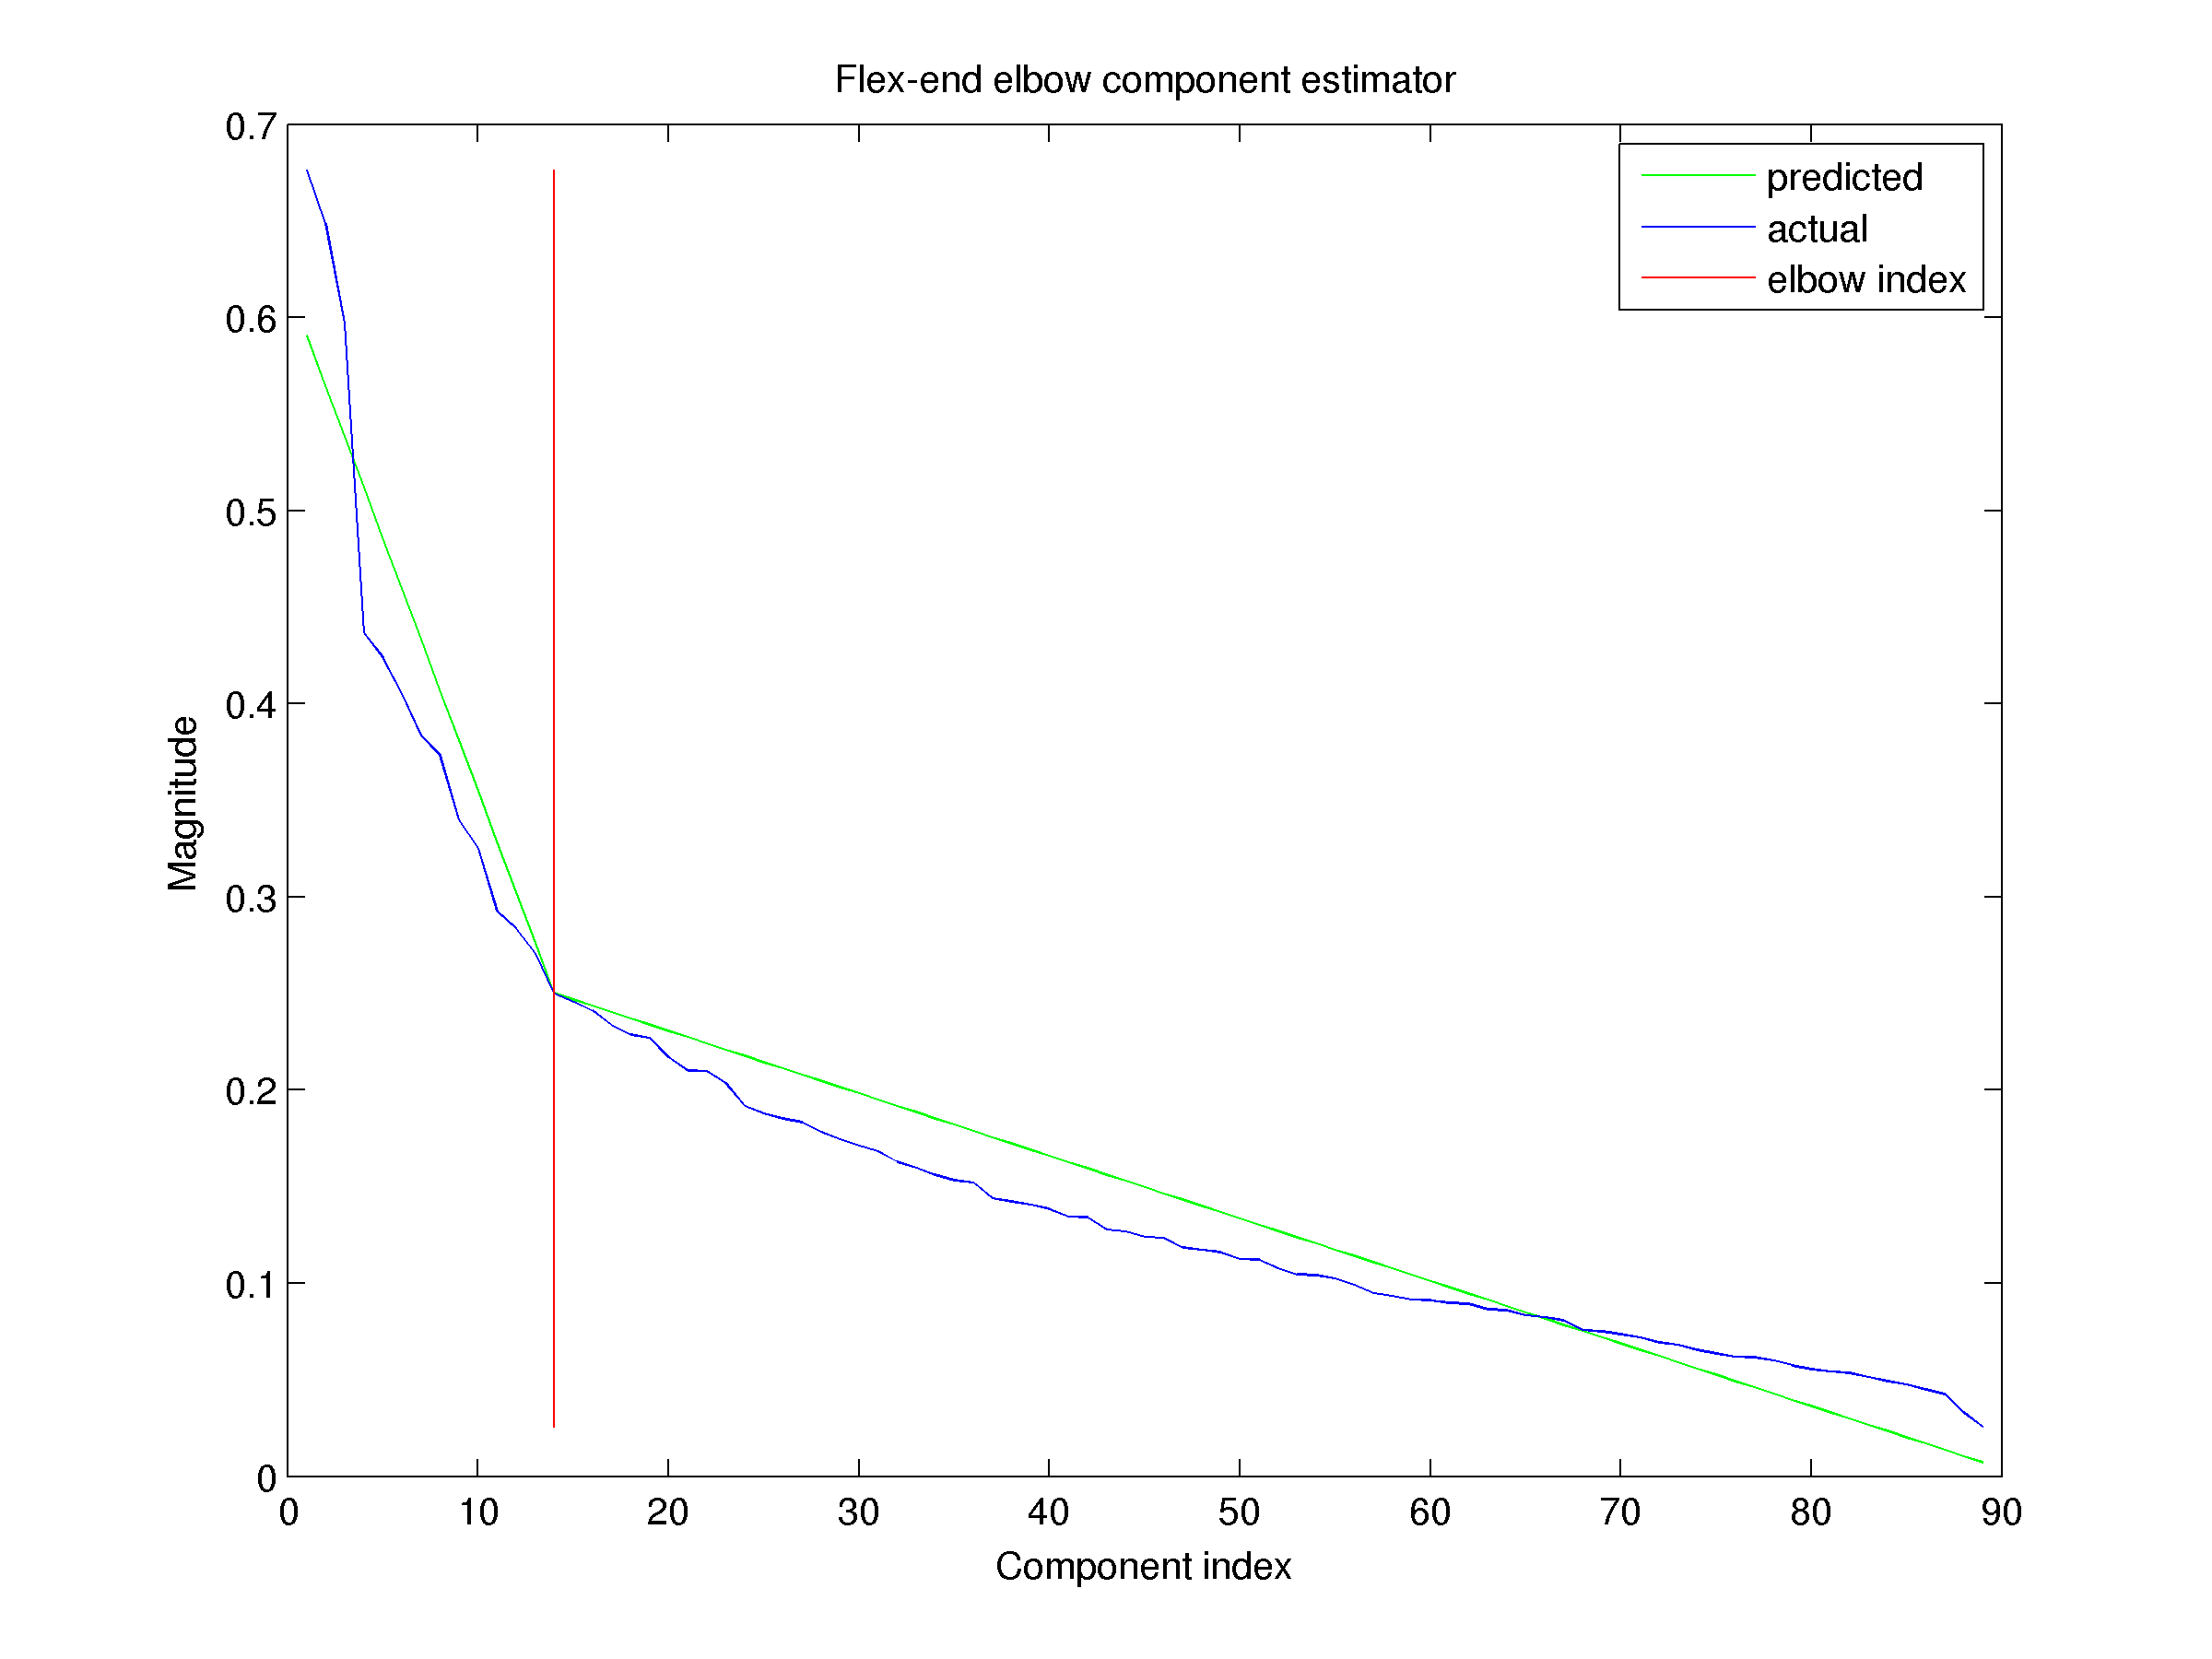 Flex-end elbow component estimator
0.7
0.6
0.5
0.4
0.3
0.2
0.1
0
Magnitude
predicted
actual
elbow index
0 10 20 30 40 50 60 70 80 90
Component index